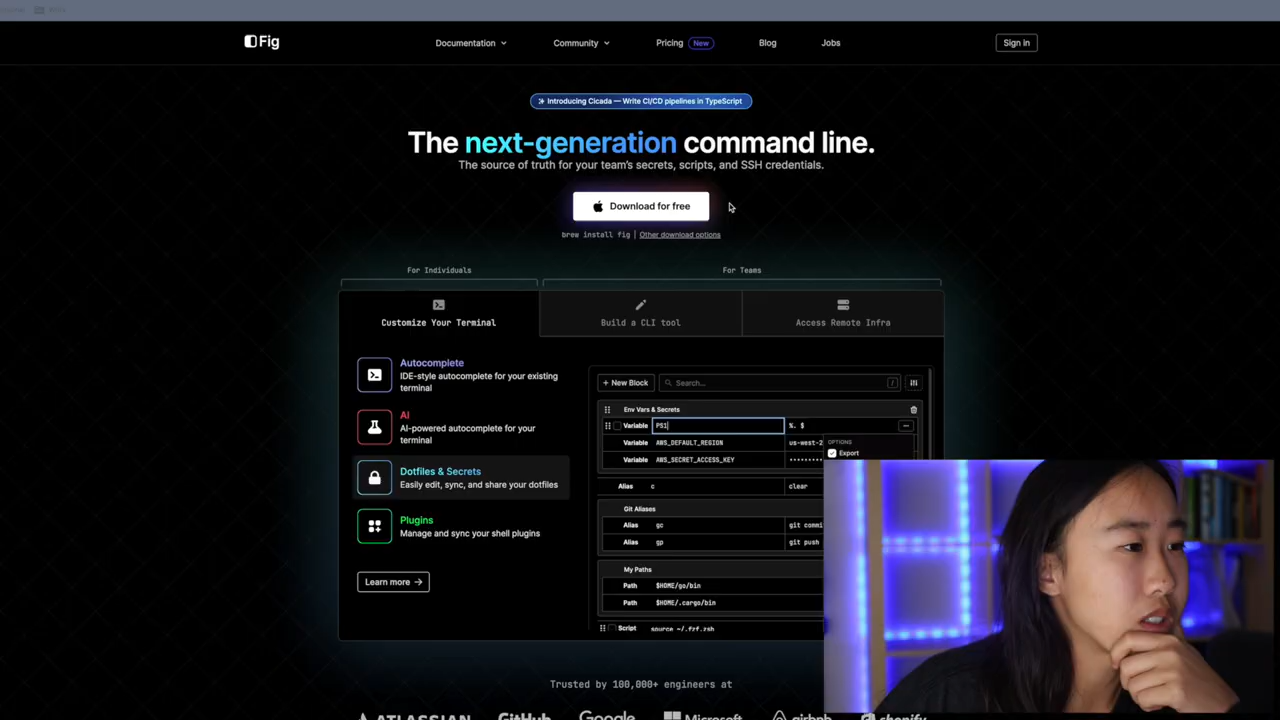 Fig
Documentation
Community
Pricing New
Blog
Jobs
Sign in
Introducing Cicada — Write CI/CD pipelines in TypeScript
The next-generation command line.
The source of truth for your team's secrets, scripts, and SSH credentials.
Download for free
brew install fig | Other download options
For Individuals
For Teams
Customize Your Terminal
Build a CLI tool
Access Remote Infra
Autocomplete
IDE-style autocomplete for your existing
terminal
AI
AI-powered autocomplete for your
terminal
Dotfiles & Secrets
Easily edit, sync, and share your dotfiles
Plugins
Manage and sync your shell plugins
Learn more →
+ New Block
Search...
/
Env Vars & Secrets
Variable PS1 %. $
Variable AWS_DEFAULT_REGION us-west-2
Variable AWS_SECRET_ACCESS_KEY ••••••••
OPTIONS
Export
Alias c clear
Git Aliases
Alias gc git commi
Alias gp git push
My Paths
Path $HOME/go/bin
Path $HOME/.cargo/bin
Script source ~/.fzf.zsh
Trusted by 100,000+ engineers at
ATLASSIAN GitHub Google Microsoft airbnb shopify